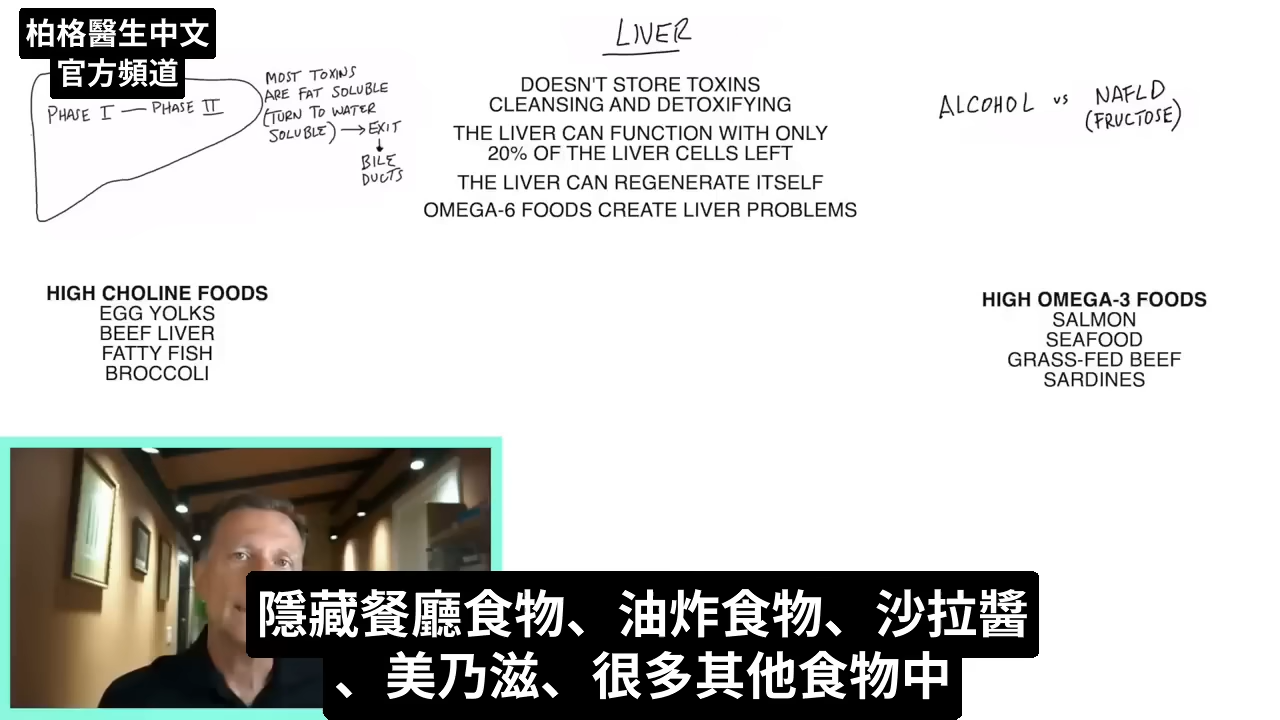 柏格醫生中文
官方頻道
LIVER
PHASE I — PHASE II
MOST TOXINS
ARE FAT SOLUBLE
(TURN TO WATER
SOLUBLE) → EXIT
↓
BILE
DUCTS
DOESN'T STORE TOXINS
CLEANSING AND DETOXIFYING
THE LIVER CAN FUNCTION WITH ONLY
20% OF THE LIVER CELLS LEFT
THE LIVER CAN REGENERATE ITSELF
OMEGA-6 FOODS CREATE LIVER PROBLEMS
ALCOHOL vs NAFLD
(FRUCTOSE)
HIGH CHOLINE FOODS
EGG YOLKS
BEEF LIVER
FATTY FISH
BROCCOLI
HIGH OMEGA-3 FOODS
SALMON
SEAFOOD
GRASS-FED BEEF
SARDINES
隱藏餐廳食物、油炸食物、沙拉醬
、美乃滋、很多其他食物中